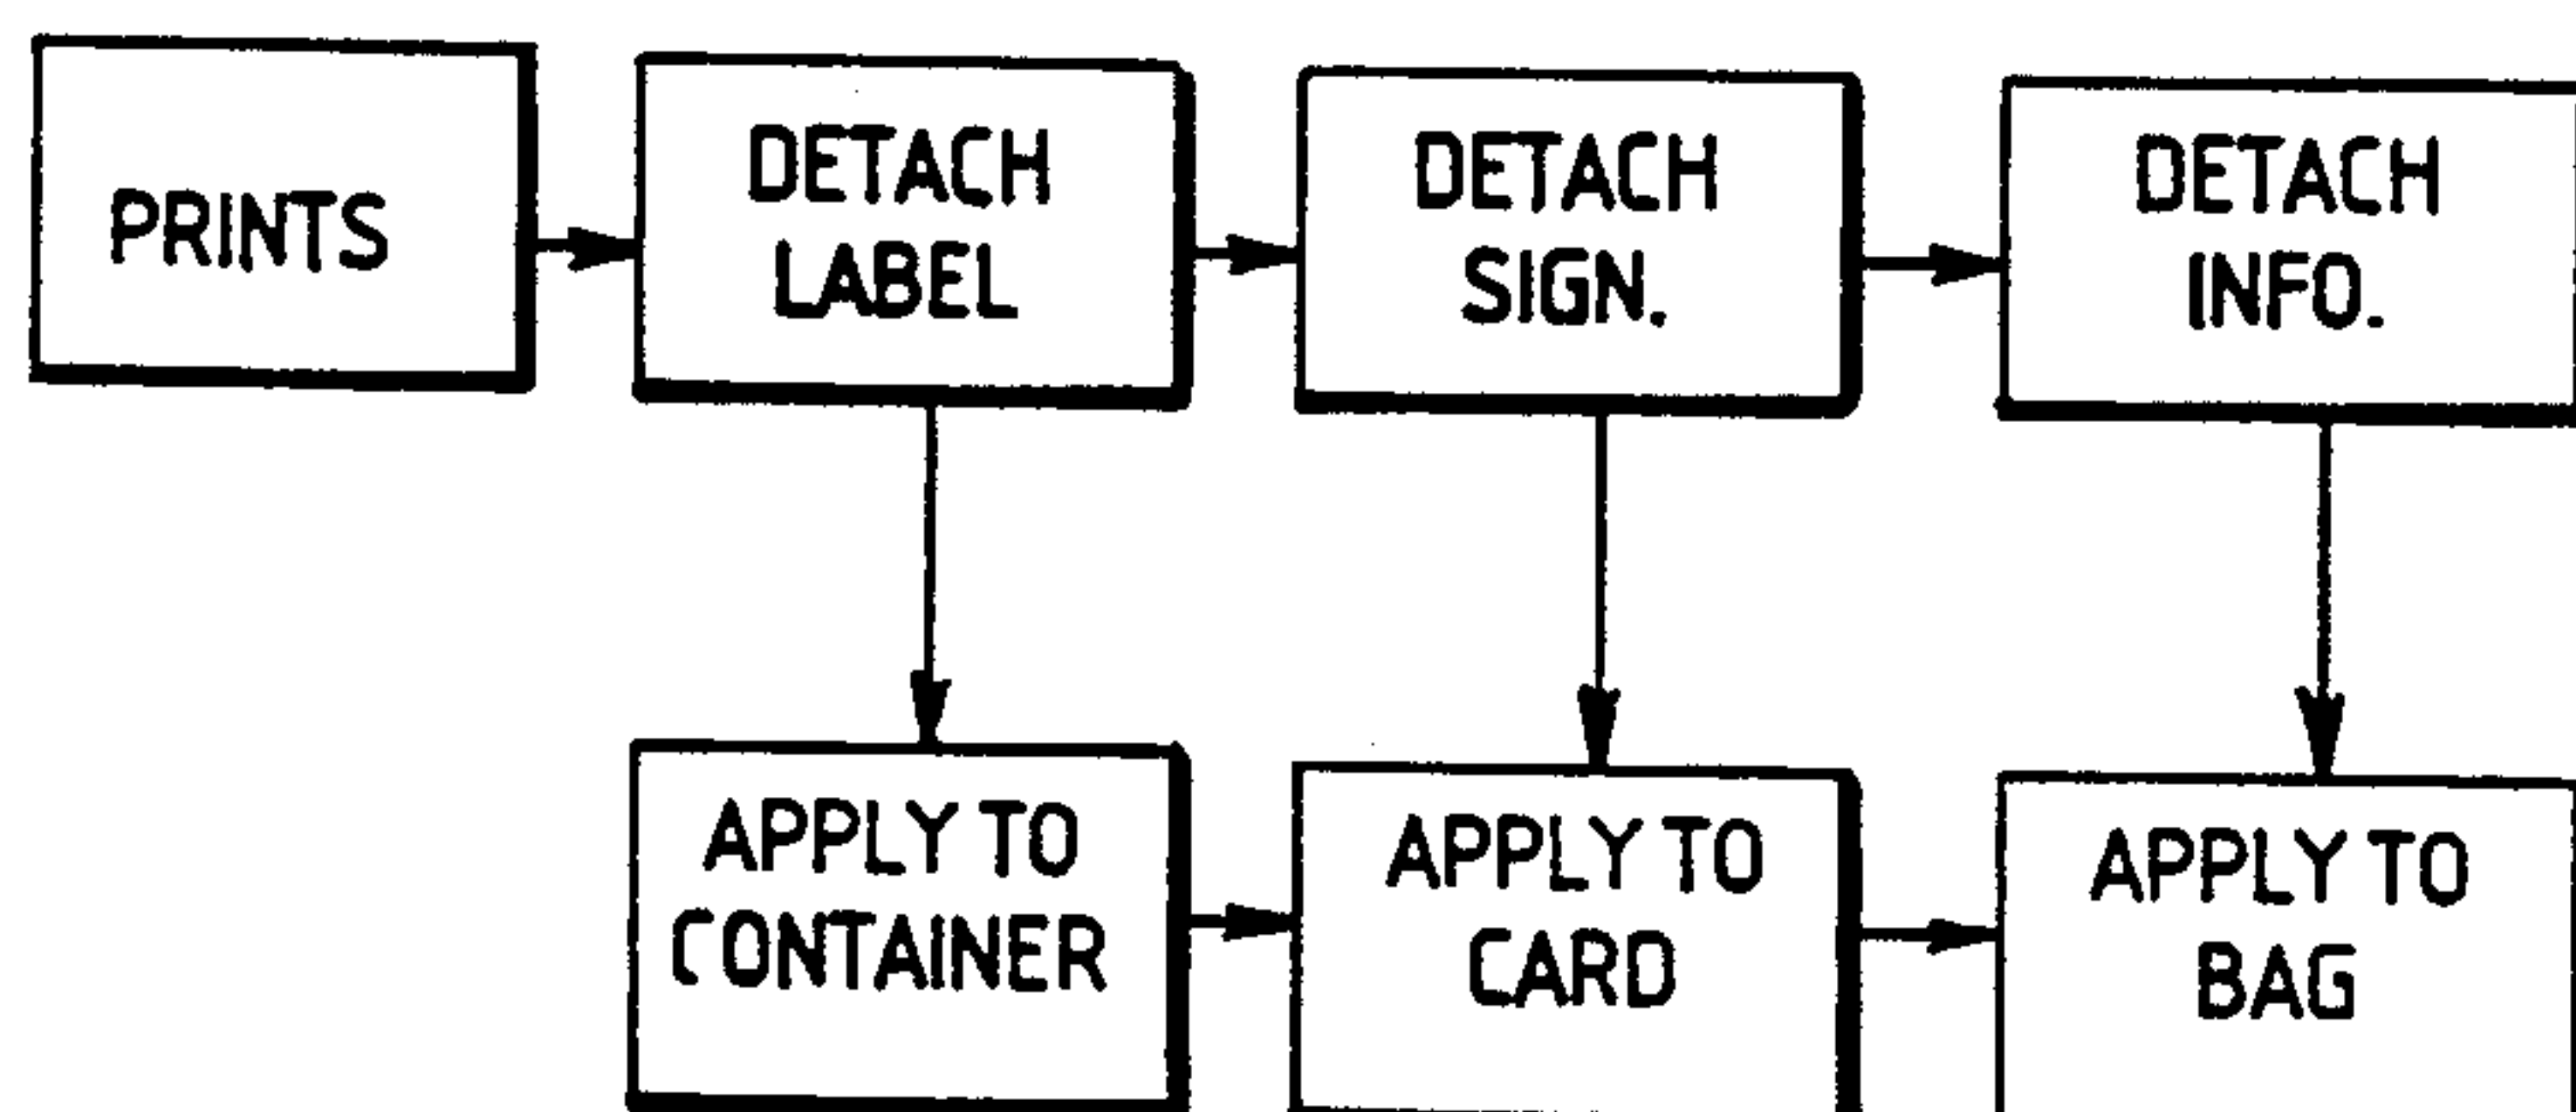 PRINTS
DETACH
LABEL
DETACH
SIGN.
DETACH
INFO.
APPLY TO
CONTAINER
APPLY TO
CARD
APPLY TO
BAG